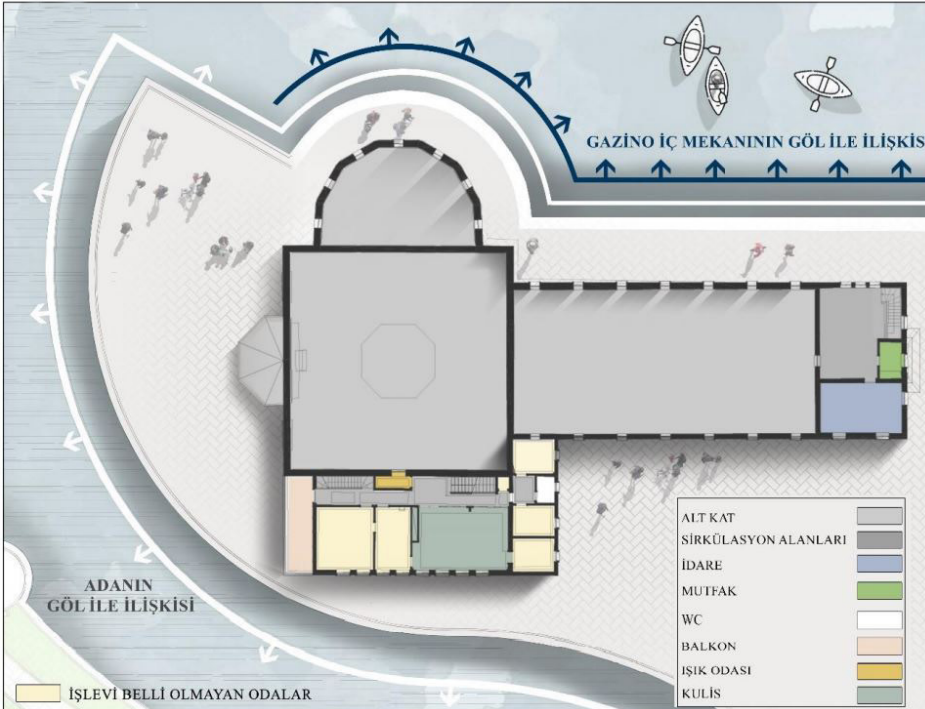 GAZİNO İÇ MEKANININ GÖL İLE İLİŞKİS
ADANIN
GÖL İLE İLİŞKİSİ
İŞLEVİ BELLİ OLMAYAN ODALAR
ALT KAT
SİRKÜLASYON ALANLARI
İDARE
MUTFAK
WC
BALKON
IŞIK ODASI
KULİS